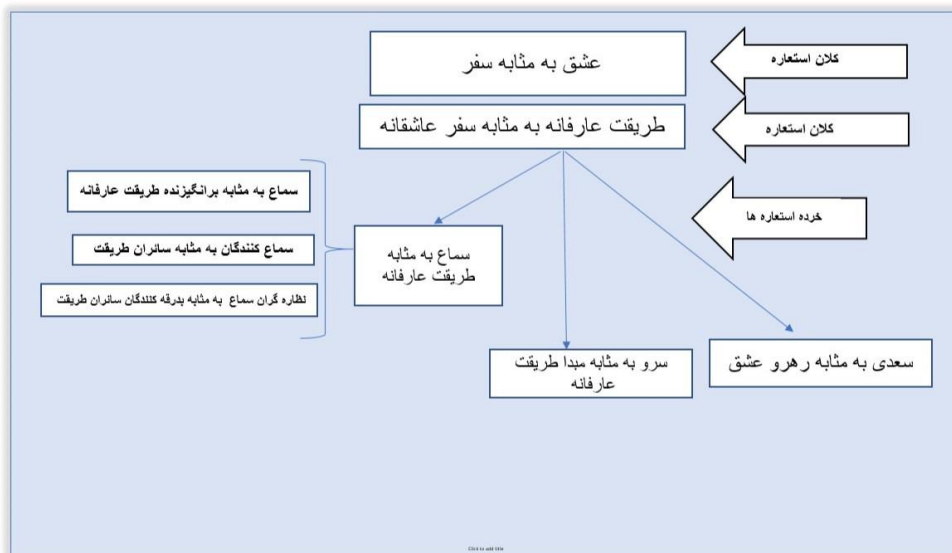 عشق به مثابه سفر
کلان استعاره
طریقت عارفانه به مثابه سفر عاشقانه
کلان استعاره
خرده استعاره ها
سماع به مثابه برانگیزنده طریقت عارفانه
سماع کنندگان به مثابه سائران طریقت
نظاره گران سماع به مثابه بدرقه کنندگان سائران طریقت
سماع به مثابه
طریقت عارفانه
سرو به مثابه مبدا طریقت
عارفانه
سعدی به مثابه رهرو عشق
Click to add title